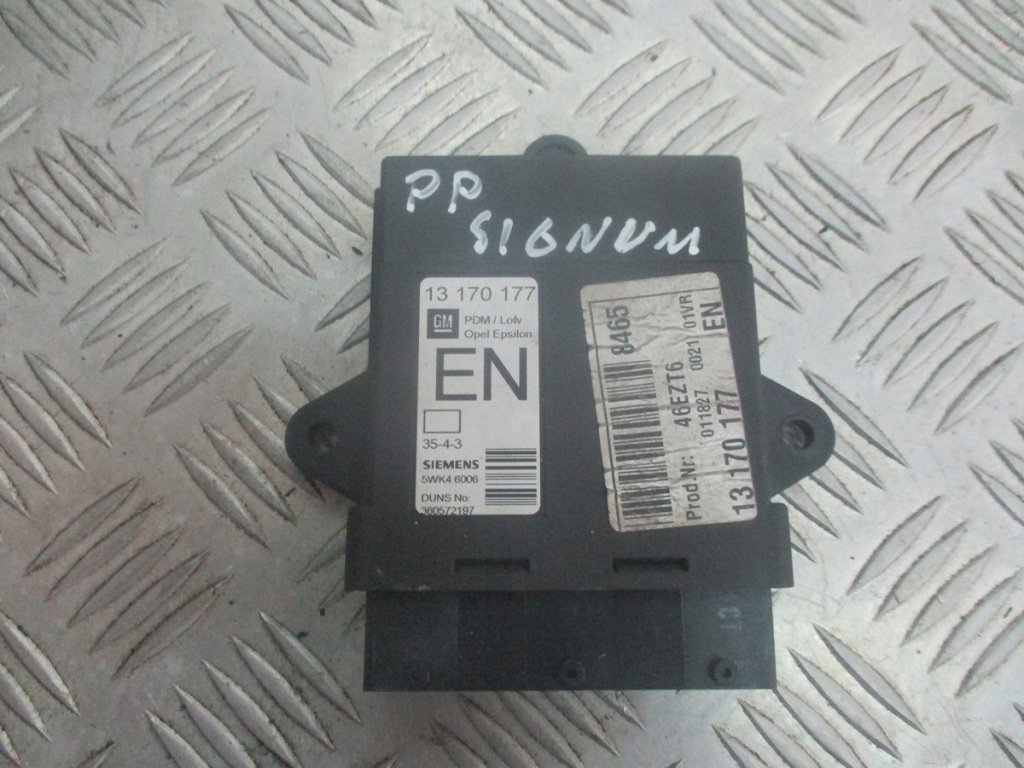 PP
SIGNUM
13 170 177
GM
PDM / Low
Opel Epsilon
EN
35-4-3
SIEMENS
5WK4 6006
DUNS No:
360572197
8465
46EZT6
Prod.Nr: 011827 0021 01VR
13 170 177 EN